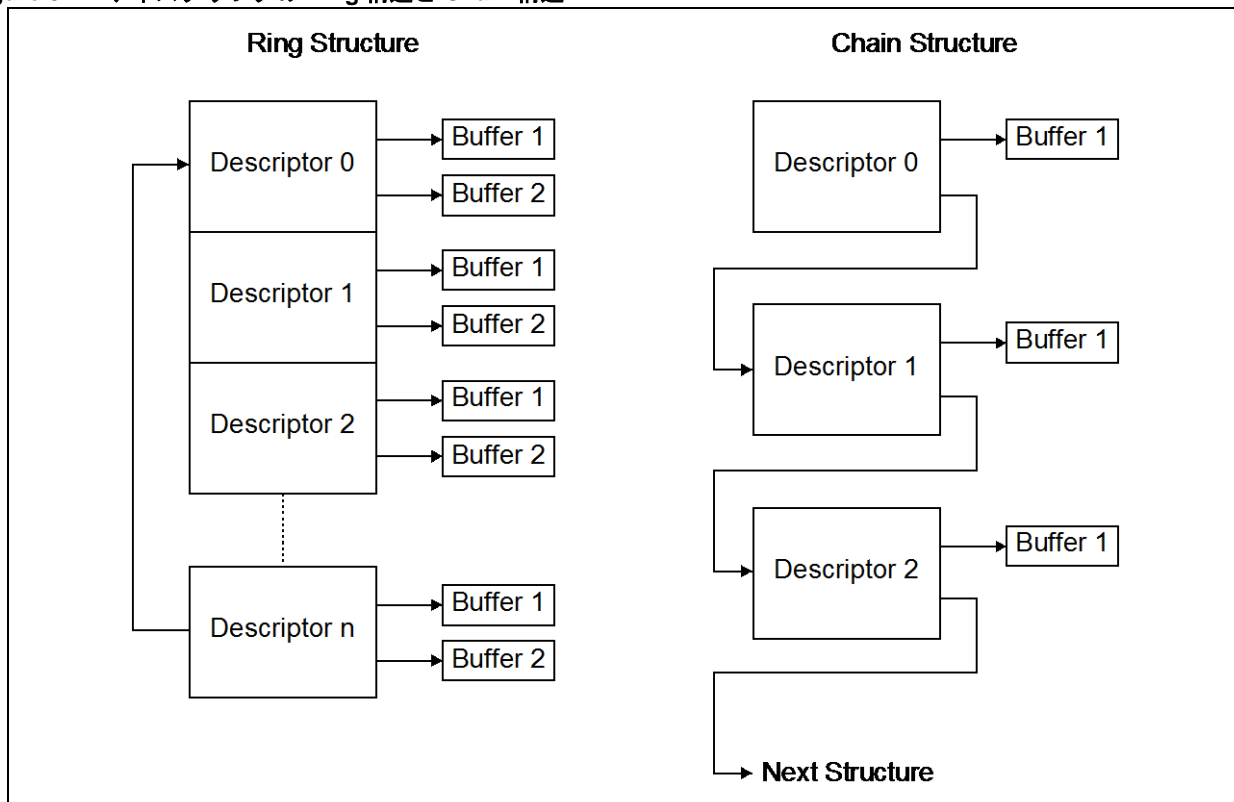 Ring Structure
Descriptor 0
Buffer 1
Buffer 2
Descriptor 1
Buffer 1
Buffer 2
Descriptor 2
Buffer 1
Buffer 2
Descriptor n
Buffer 1
Buffer 2
Chain Structure
Descriptor 0
Buffer 1
Descriptor 1
Buffer 1
Descriptor 2
Buffer 1
Next Structure